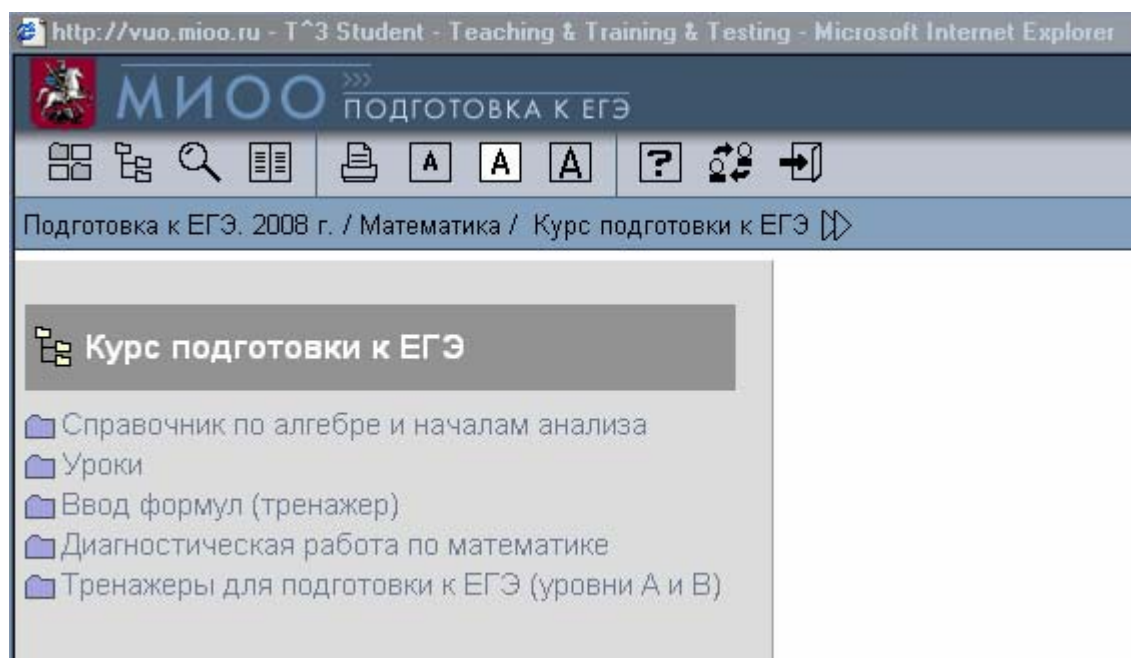 http://vuo.mioo.ru - T^3 Student - Teaching & Training & Testing - Microsoft Internet Explorer
МИОО >>> ПОДГОТОВКА К ЕГЭ
A A A ?
Подготовка к ЕГЭ. 2008 г. / Математика / Курс подготовки к ЕГЭ
Курс подготовки к ЕГЭ
Справочник по алгебре и началам анализа
Уроки
Ввод формул (тренажер)
Диагностическая работа по математике
Тренажеры для подготовки к ЕГЭ (уровни А и В)